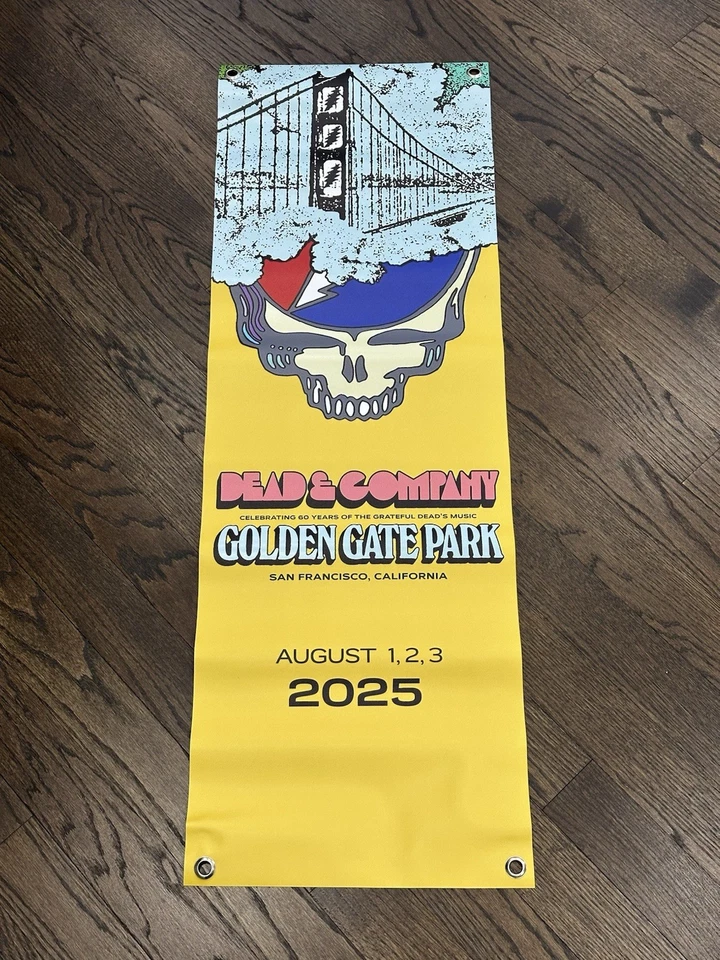 DEAD & COMPANY
CELEBRATING 60 YEARS OF THE GRATEFUL DEAD'S MUSIC
GOLDEN GATE PARK
SAN FRANCISCO, CALIFORNIA
AUGUST 1, 2, 3
2025